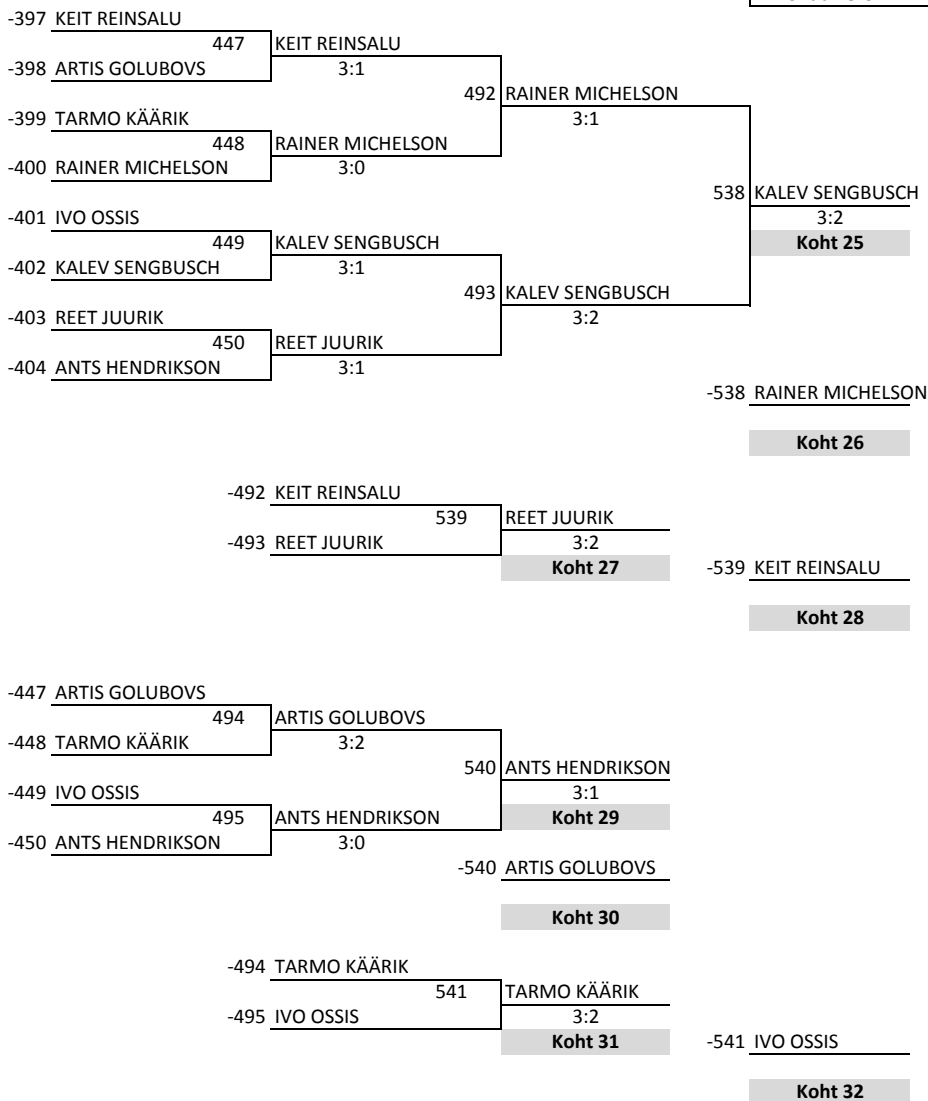 -397 KEIT REINSALU
447 KEIT REINSALU
-398 ARTIS GOLUBOVS 3:1
492 RAINER MICHELSON
-399 TARMO KÄÄRIK 3:1
448 RAINER MICHELSON
-400 RAINER MICHELSON 3:0
538 KALEV SENGBUSCH
-401 IVO OSSIS 3:2
449 KALEV SENGBUSCH Koht 25
-402 KALEV SENGBUSCH 3:1
493 KALEV SENGBUSCH
-403 REET JUURIK 3:2
450 REET JUURIK
-404 ANTS HENDRIKSON 3:1
-538 RAINER MICHELSON
Koht 26
-492 KEIT REINSALU
539 REET JUURIK
-493 REET JUURIK 3:2
Koht 27 -539 KEIT REINSALU
Koht 28
-447 ARTIS GOLUBOVS
494 ARTIS GOLUBOVS
-448 TARMO KÄÄRIK 3:2
540 ANTS HENDRIKSON
-449 IVO OSSIS 3:1
495 ANTS HENDRIKSON Koht 29
-450 ANTS HENDRIKSON 3:0
-540 ARTIS GOLUBOVS
Koht 30
-494 TARMO KÄÄRIK
541 TARMO KÄÄRIK
-495 IVO OSSIS 3:2
Koht 31 -541 IVO OSSIS
Koht 32